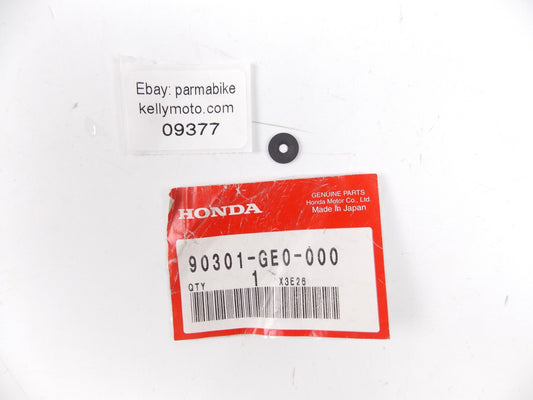 Ebay: parmabike
kellymoto.com
09377
HONDA
GENUINE PARTS
Honda Motor Co., Ltd.
Made in Japan
90301-GE0-000
QTY 1 X3E26